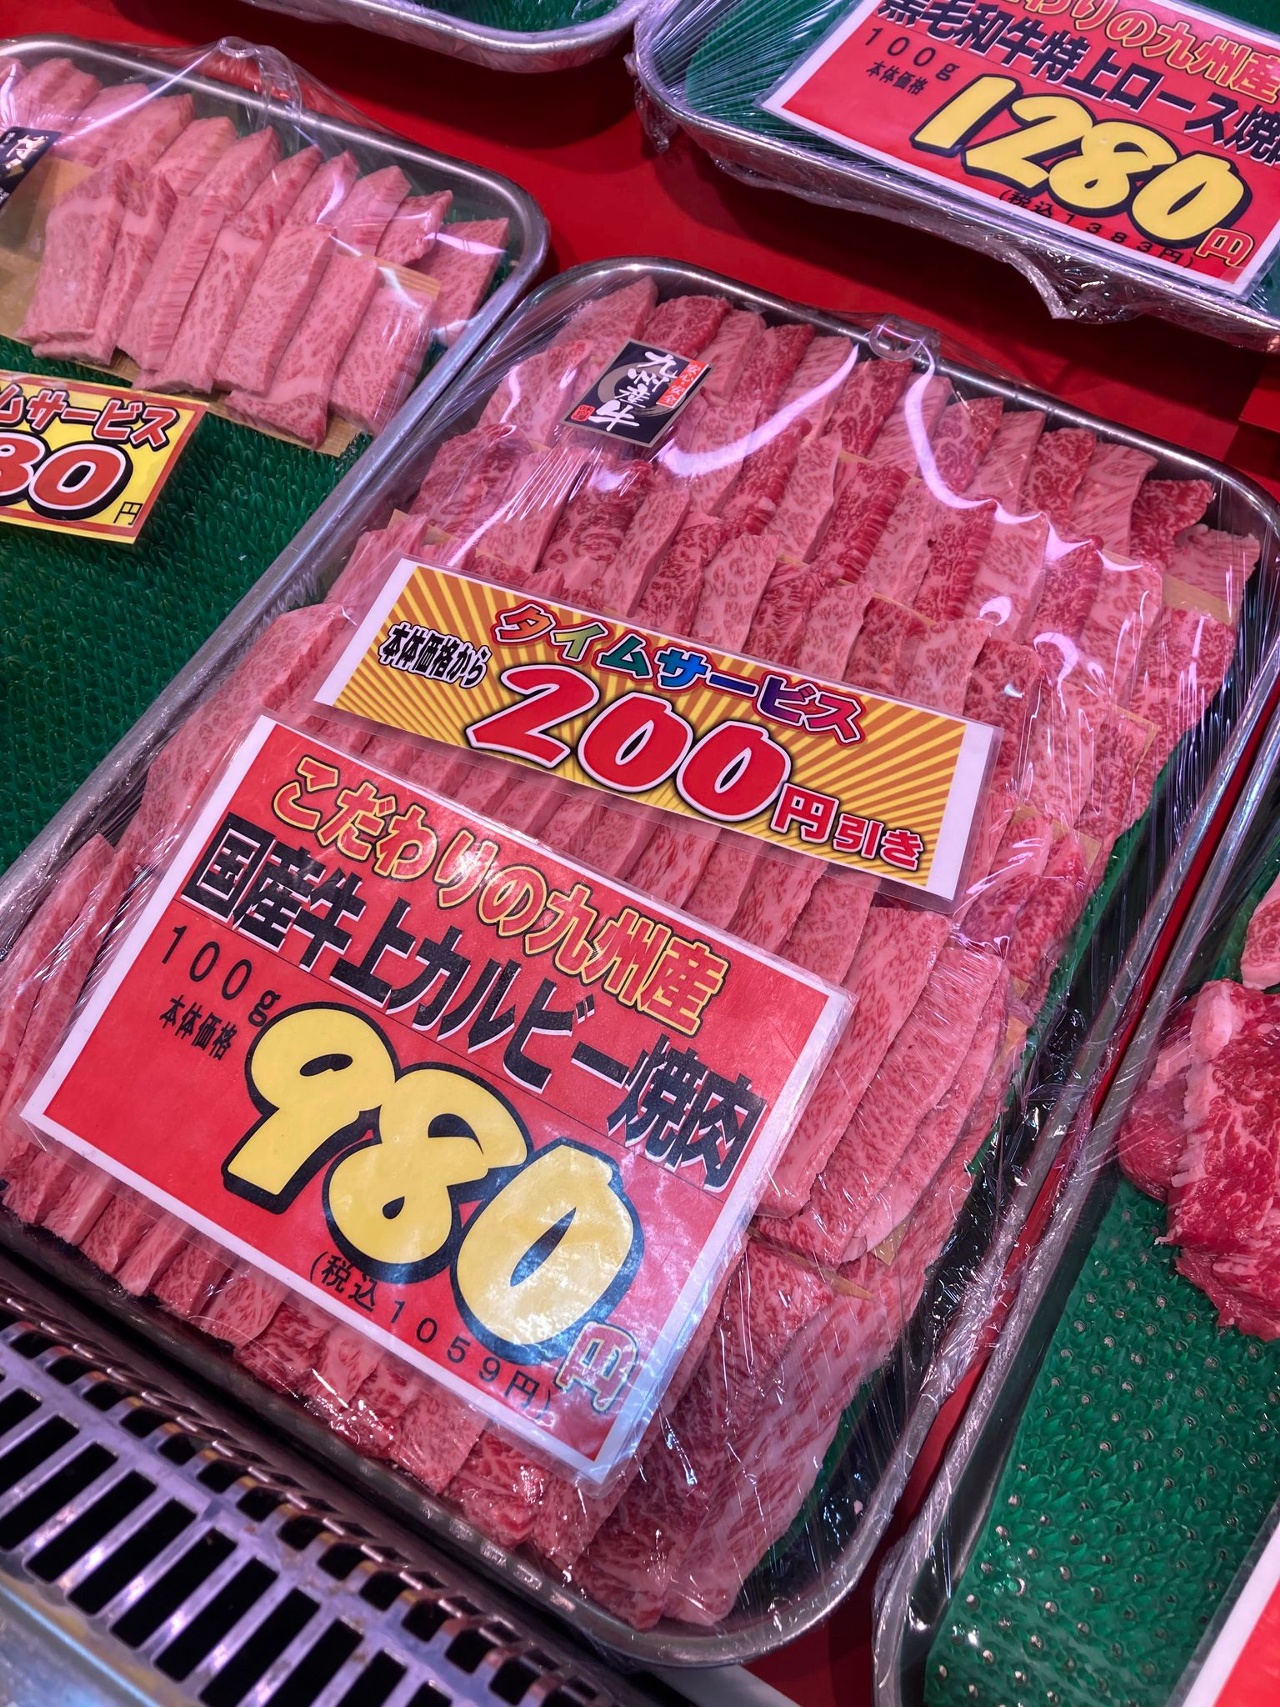 こだわりの九州産
黒毛和牛特上ロース焼肉
100g
本体価格
1280円
(税込1383円)
九州産牛
タイムサービス
本体価格から
200円引き
ムサービス
80円
こだわりの九州産
国産牛上カルビー焼肉
100g
本体価格
980円
(税込1059円)